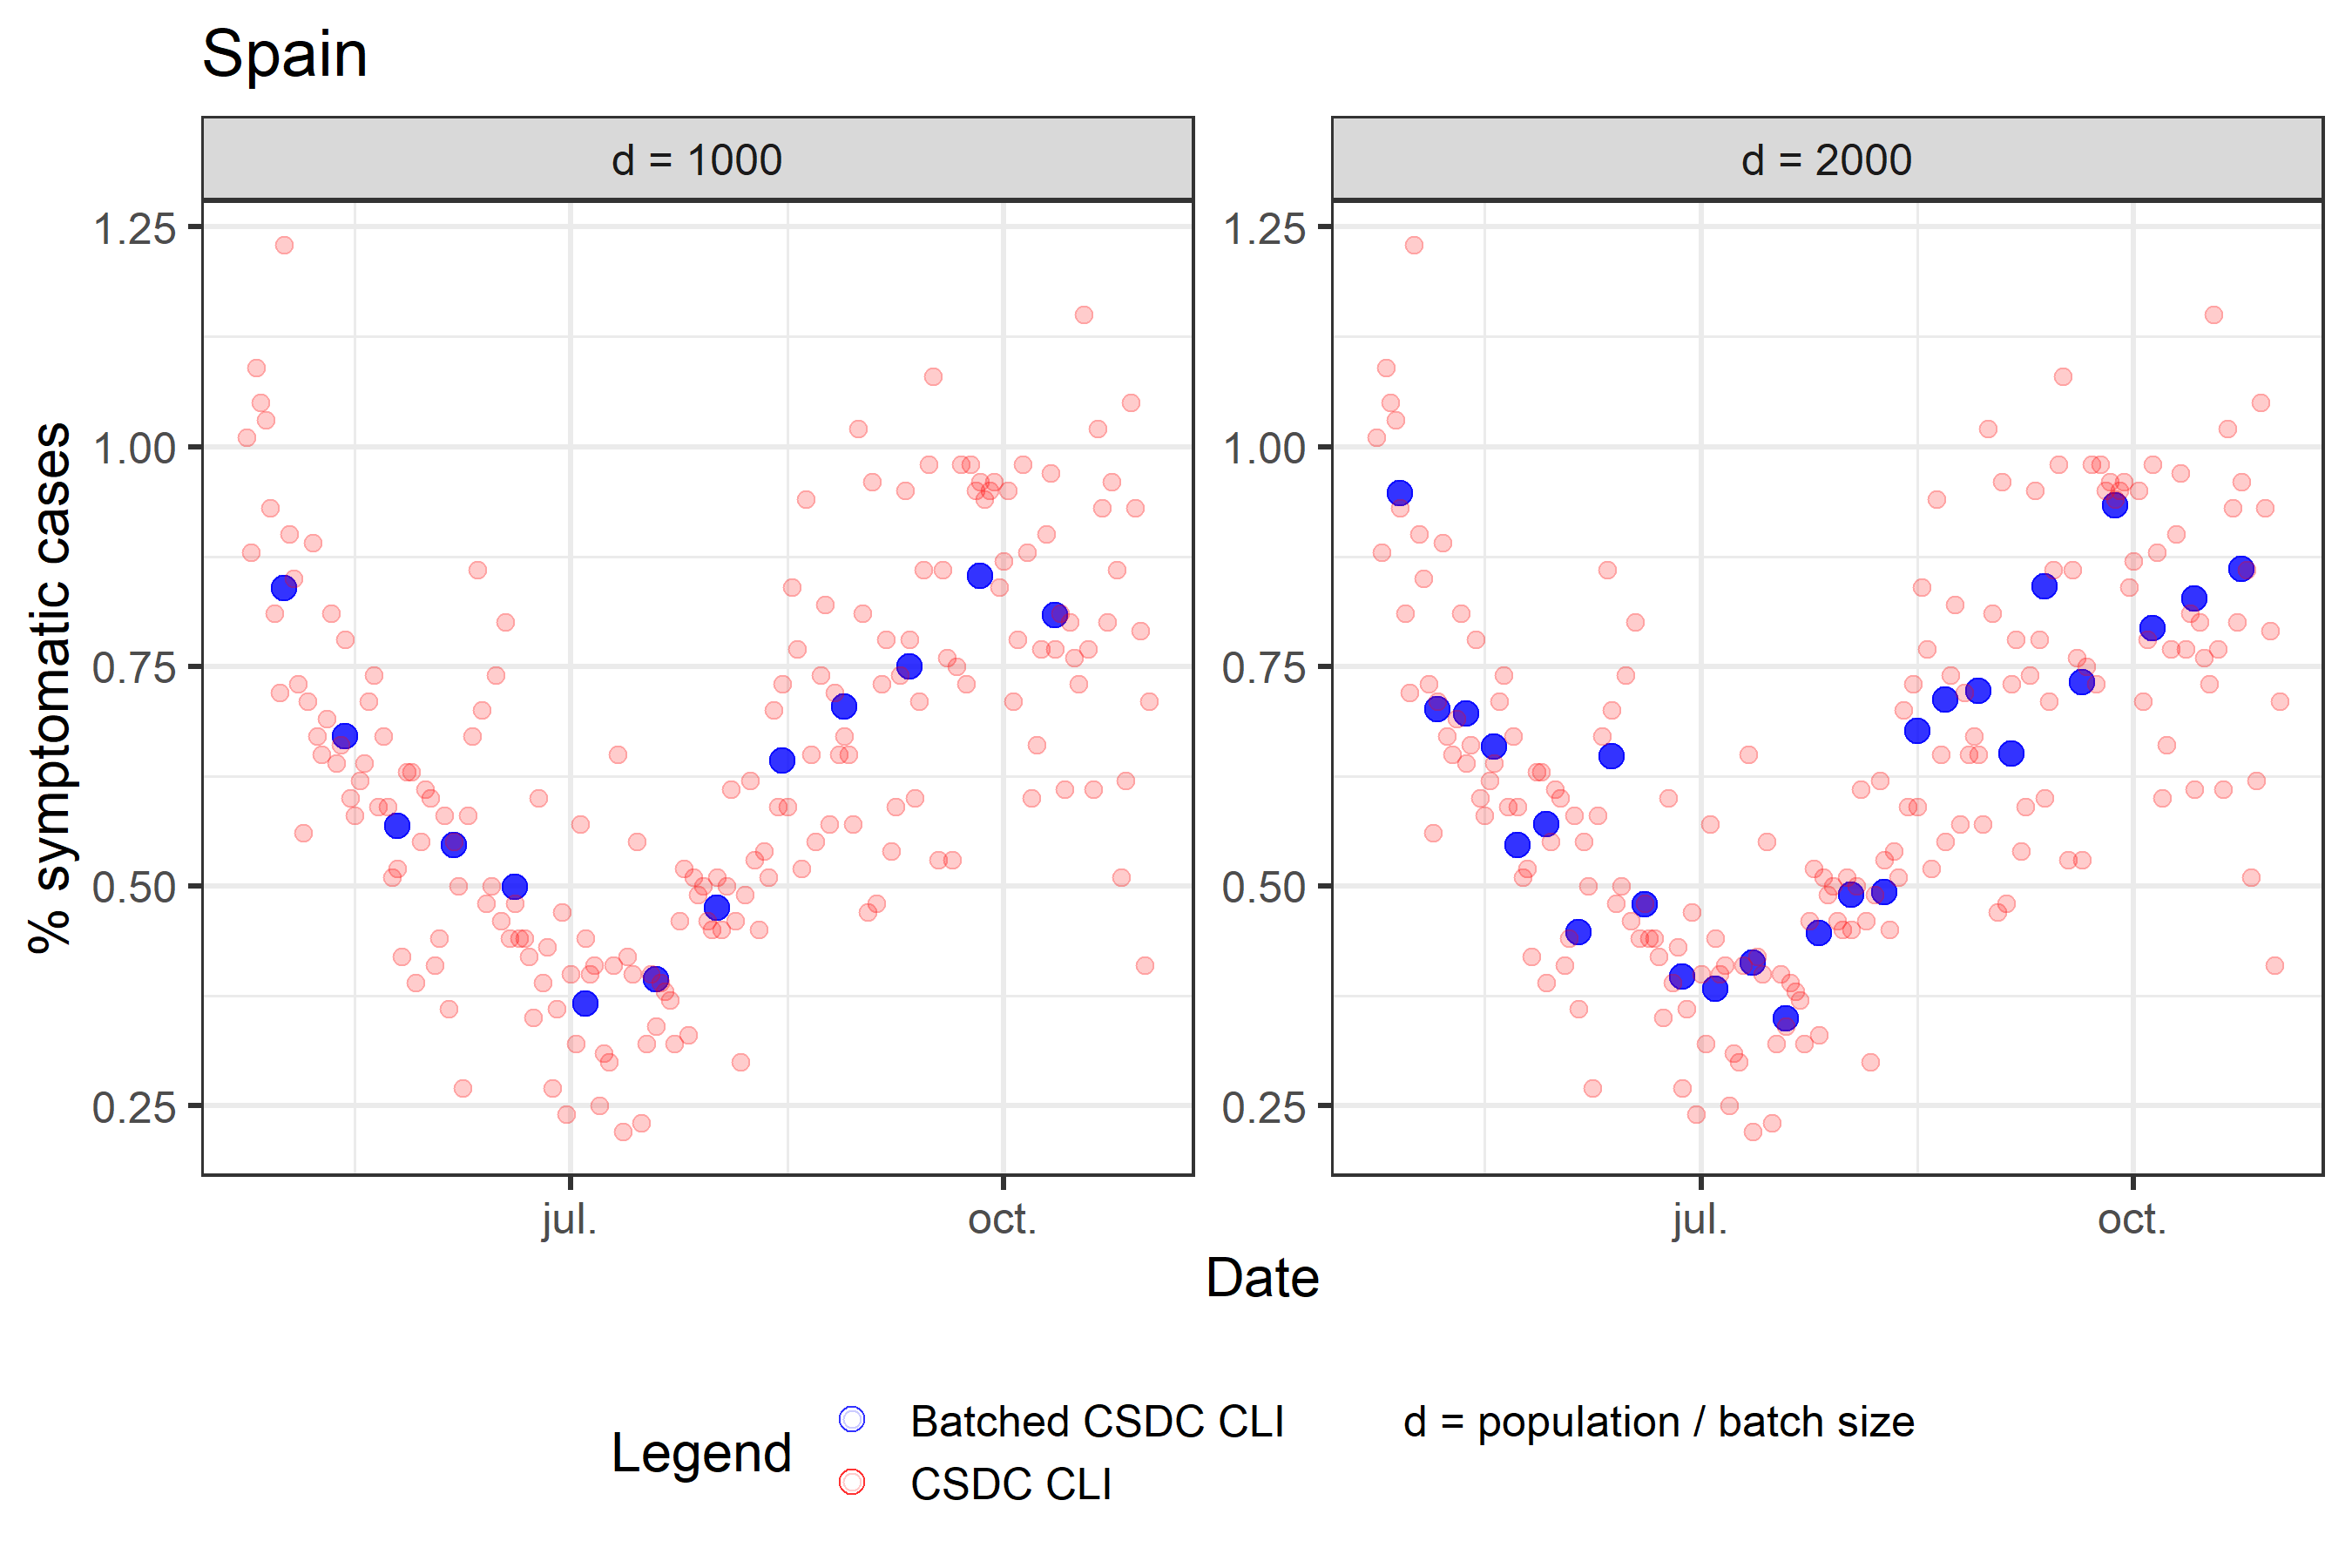 Spain
d = 1000
d = 2000
1.25
1.00
0.75
0.50
0.25
1.25
1.00
0.75
0.50
0.25
% symptomatic cases
jul.
oct.
jul.
oct.
Date
Legend
Batched CSDC CLI
CSDC CLI
d = population / batch size